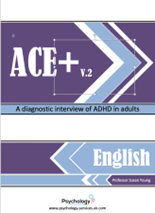 ACE+ V.2
A diagnostic interview of ADHD in adults
English
Professor Susan Young
Psychology
www.psychology-services.uk.com